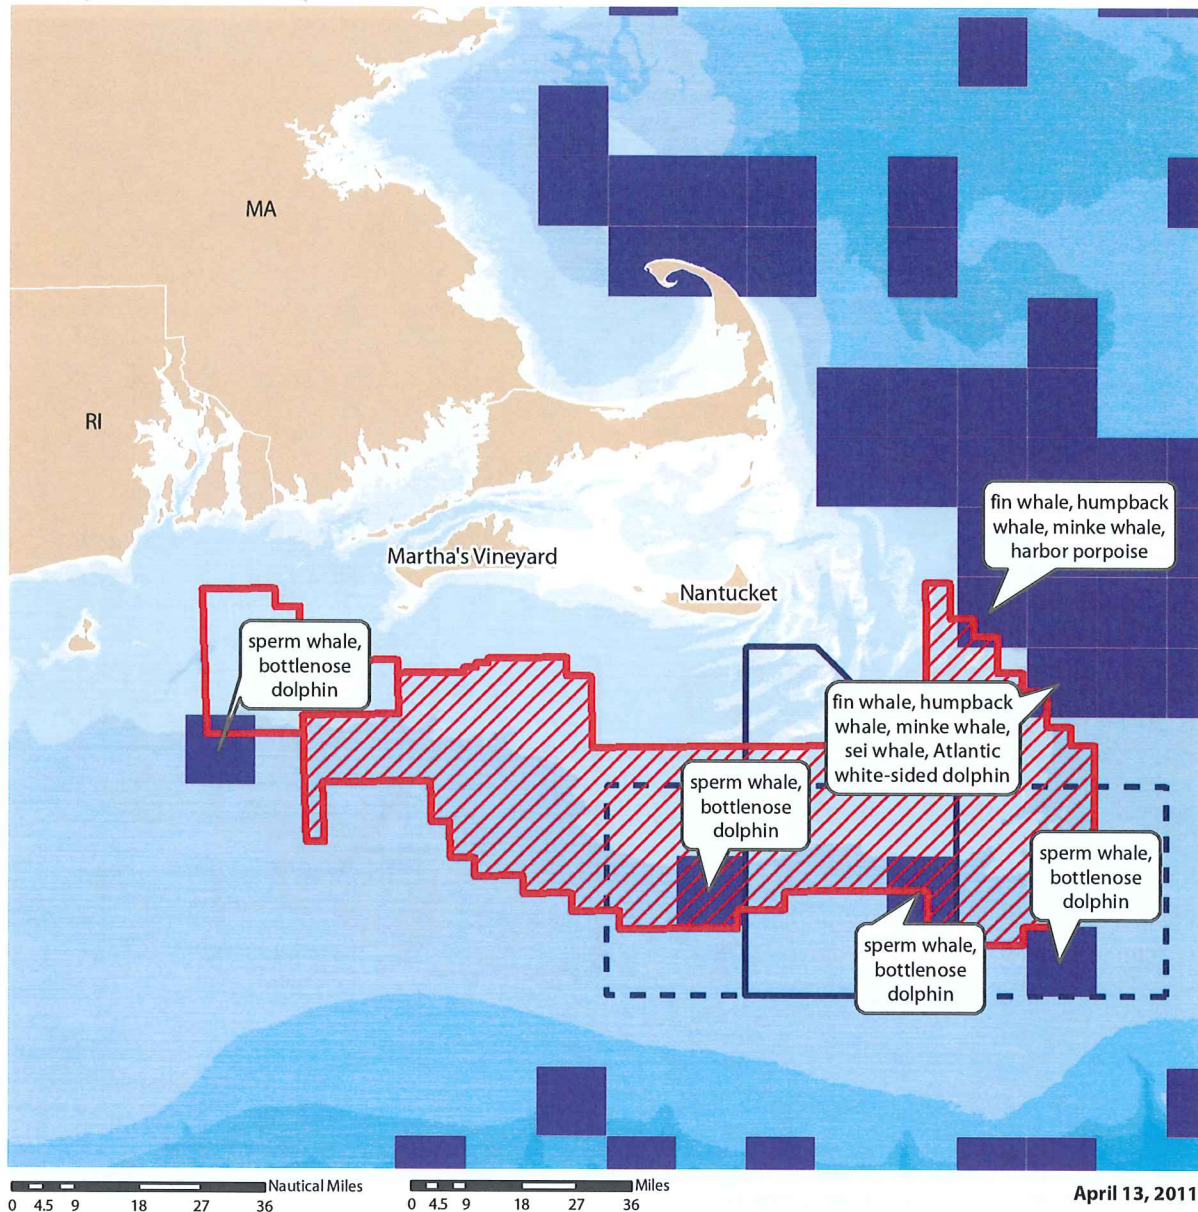 MA
RI
Martha's Vineyard
Nantucket
fin whale, humpback
whale, minke whale,
harbor porpoise
sperm whale,
bottlenose
dolphin
fin whale, humpback
whale, minke whale,
sei whale, Atlantic
white-sided dolphin
sperm whale,
bottlenose
dolphin
sperm whale,
bottlenose
dolphin
sperm whale,
bottlenose
dolphin
Nautical Miles
0 4.5 9 18 27 36
Miles
0 4.5 9 18 27 36
April 13, 2011